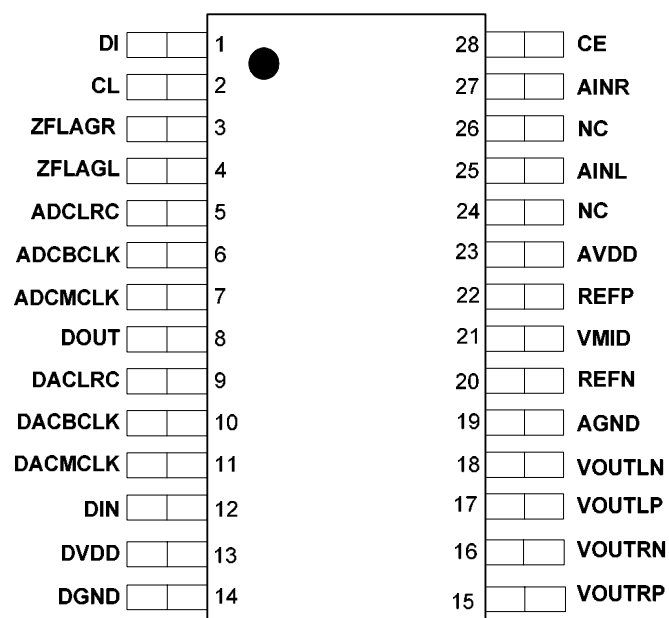 DI 1 28 CE
CL 2 27 AINR
ZFLAGR 3 26 NC
ZFLAGL 4 25 AINL
ADCLRC 5 24 NC
ADCBCLK 6 23 AVDD
ADCMCLK 7 22 REFP
DOUT 8 21 VMID
DACLRC 9 20 REFN
DACBCLK 10 19 AGND
DACMCLK 11 18 VOUTLN
DIN 12 17 VOUTLP
DVDD 13 16 VOUTRN
DGND 14 15 VOUTRP